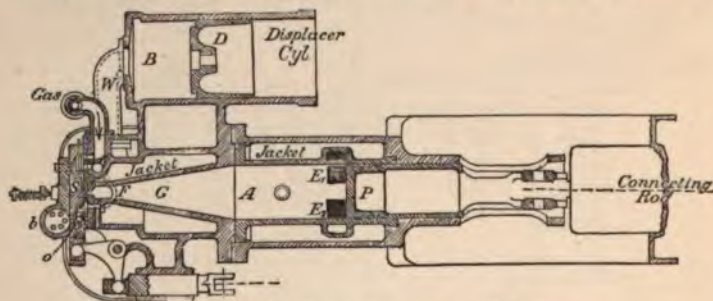 B
D
Displacer
Cyl
W
Gas
Jacket
Jacket
S
F
G
A
E
P
E
Connecting
Rod
b
o